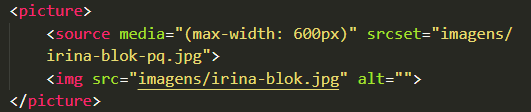 <picture>
<source media="(max-width: 600px)" srcset="imagens/
irina-blok-pq.jpg">
<img src="imagens/irina-blok.jpg" alt="">
</picture>